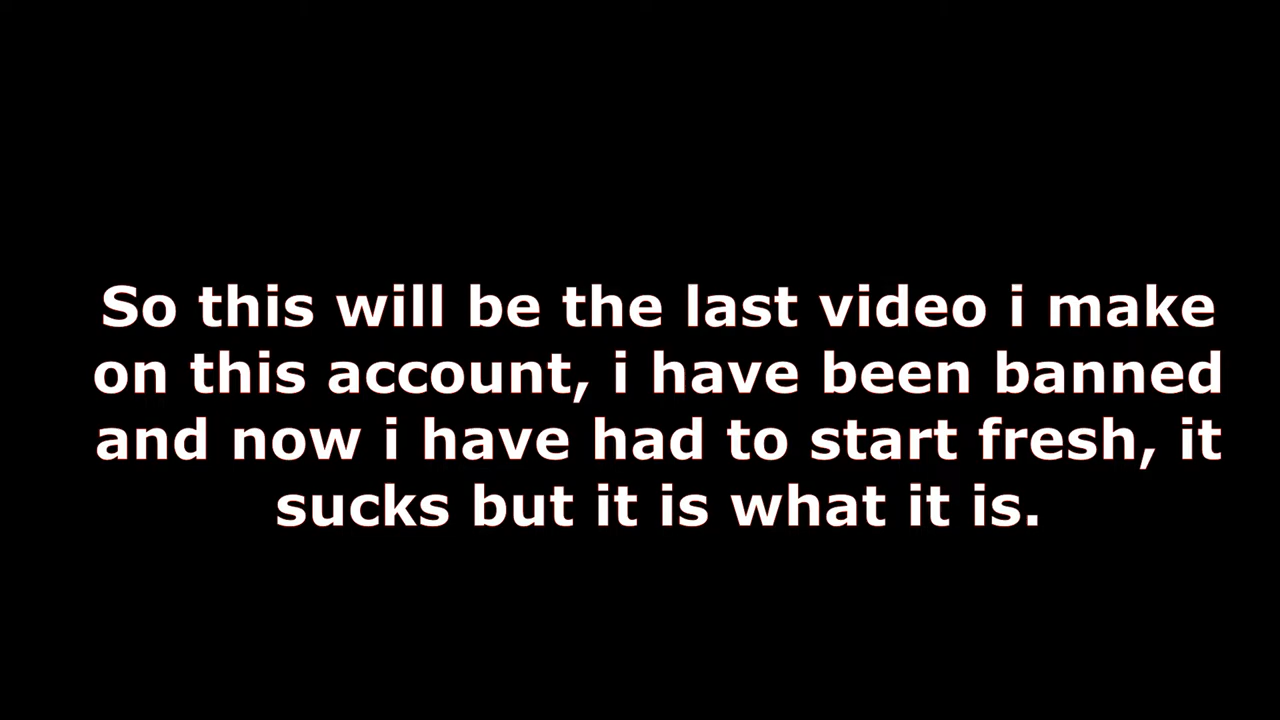 So this will be the last video i make
on this account, i have been banned
and now i have had to start fresh, it
sucks but it is what it is.